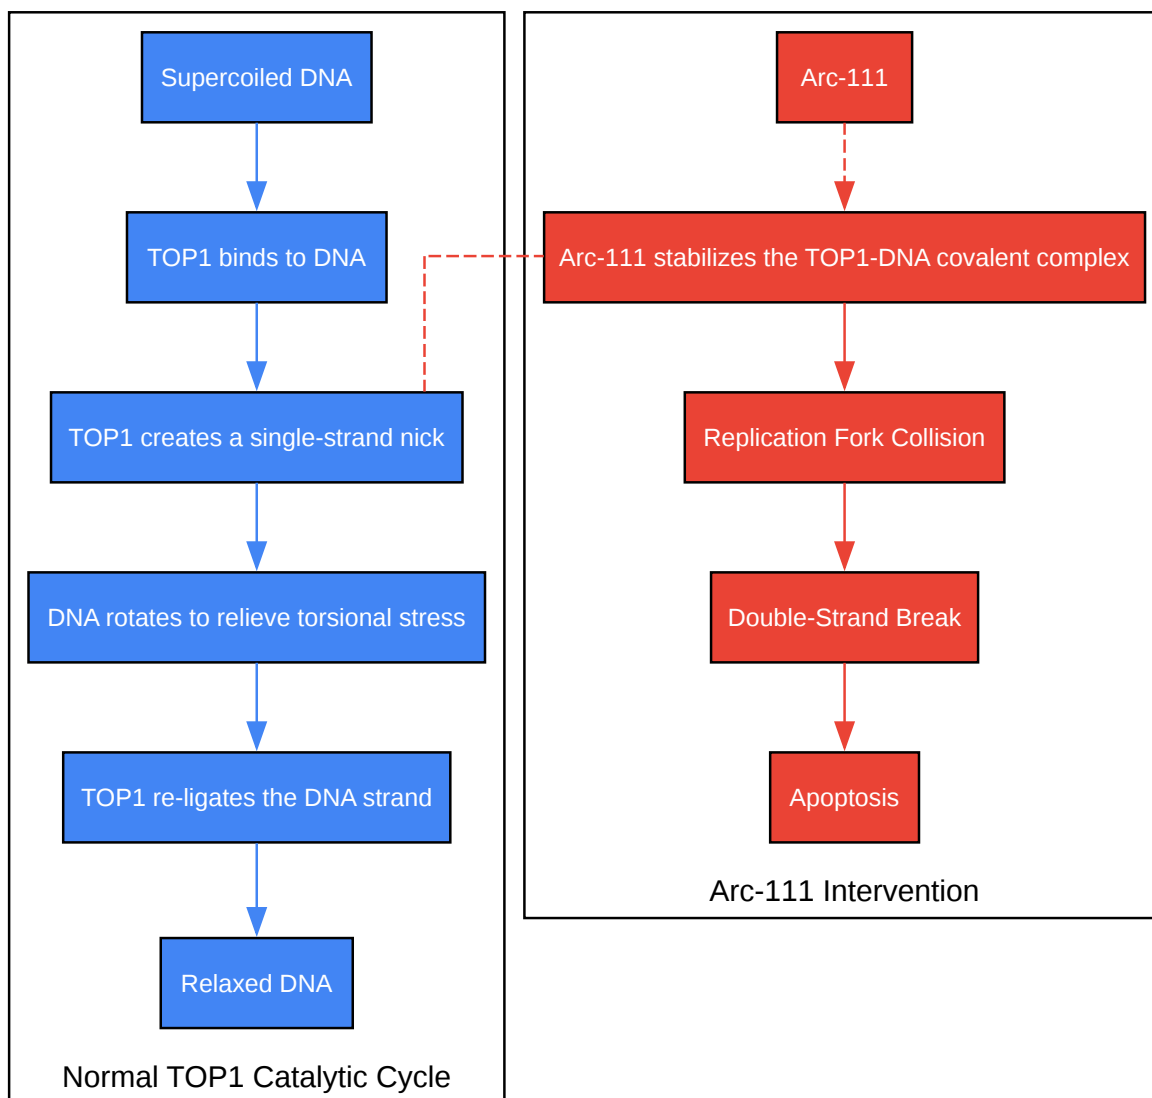 Supercoiled DNA
TOP1 binds to DNA
TOP1 creates a single-strand nick
DNA rotates to relieve torsional stress
TOP1 re-ligates the DNA strand
Relaxed DNA
Normal TOP1 Catalytic Cycle
Arc-111
Arc-111 stabilizes the TOP1-DNA covalent complex
Replication Fork Collision
Double-Strand Break
Apoptosis
Arc-111 Intervention